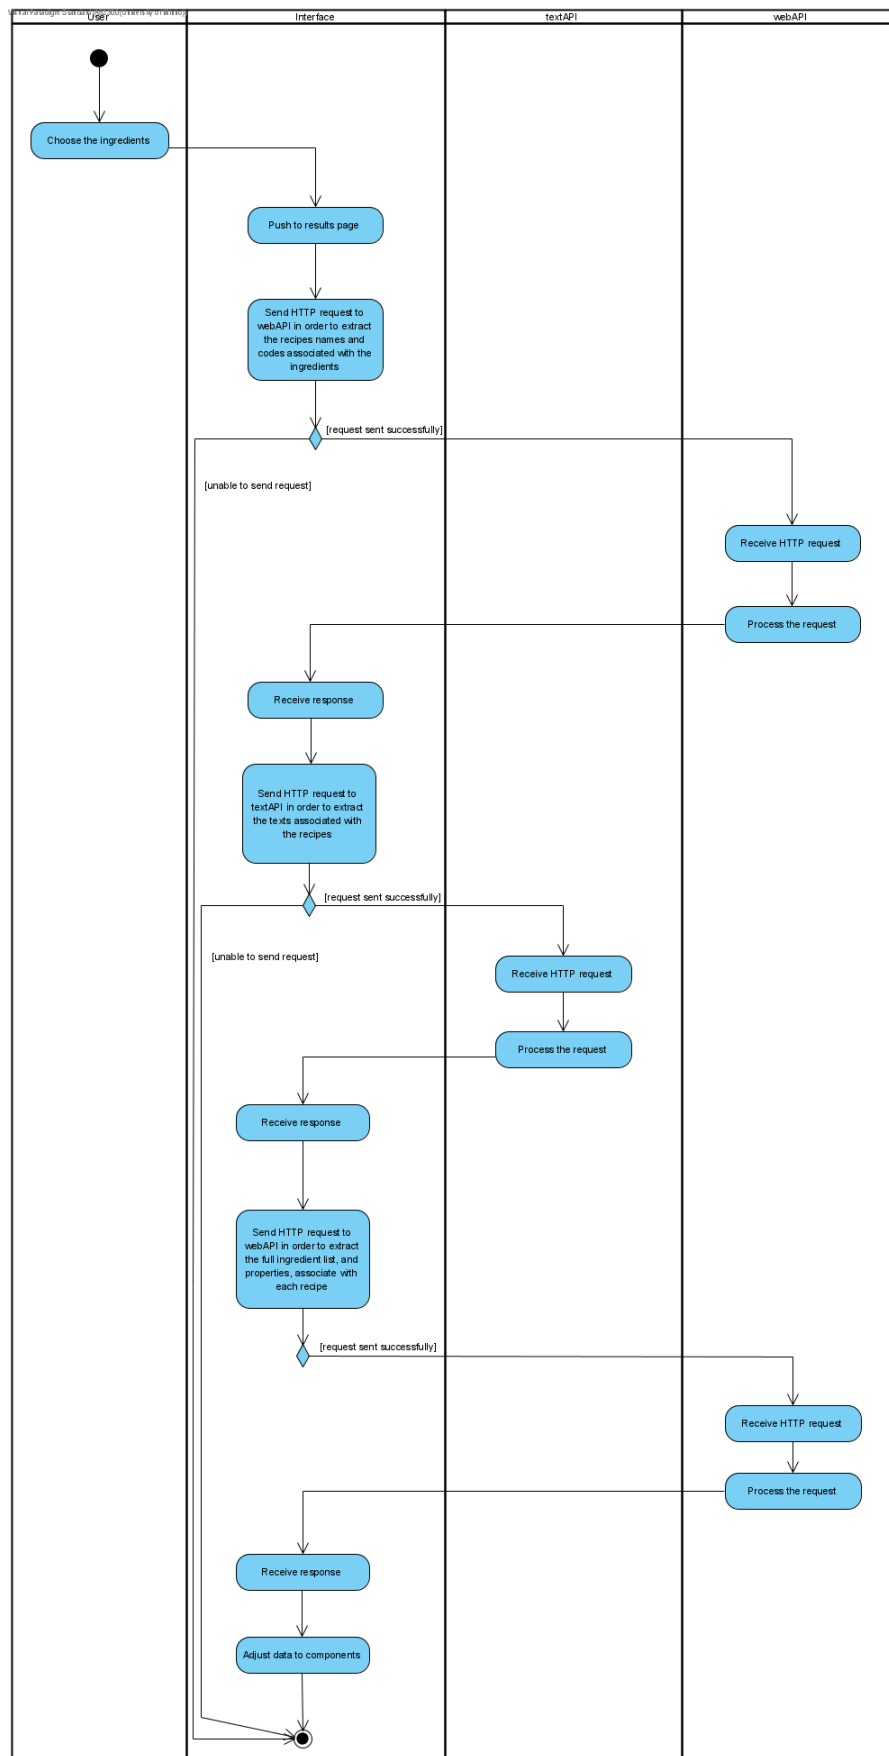 User
Interface
textAPI
webAPI
Choose the ingredients
Push to results page
Send HTTP request to
webAPI in order to extract
the recipes names and
codes associated with the
ingredients
[request sent successfully]
[unable to send request]
Receive HTTP request
Process the request
Receive response
Send HTTP request to
textAPI in order to extract
the texts associated with
the recipes
[request sent successfully]
[unable to send request]
Receive HTTP request
Process the request
Receive response
Send HTTP request to
webAPI in order to extract
the full ingredient list, and
properties, associate with
each recipe
[request sent successfully]
Receive HTTP request
Process the request
Receive response
Adjust data to components